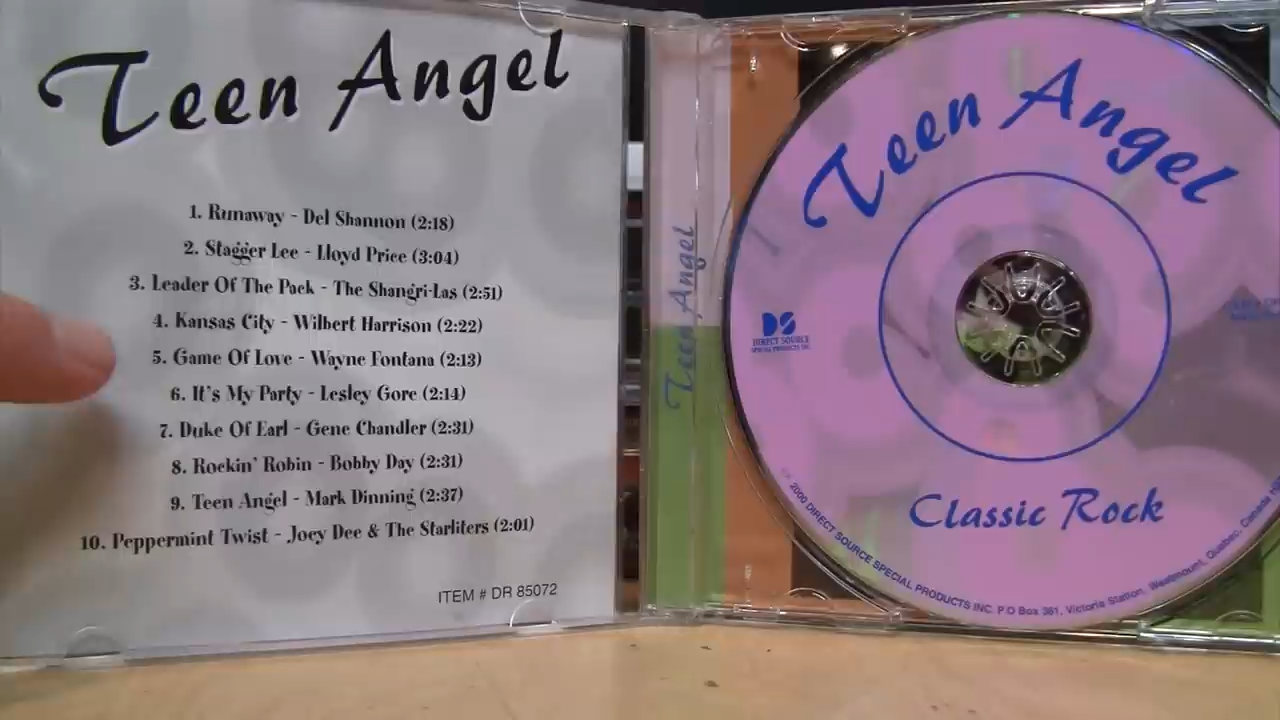 Teen Angel
1. Runaway - Del Shannon (2:18)
2. Stagger Lee - Lloyd Price (3:04)
3. Leader Of The Pack - The Shangri-Las (2:51)
4. Kansas City - Wilbert Harrison (2:22)
5. Game Of Love - Wayne Fontana (2:13)
6. It's My Party - Lesley Gore (2:14)
7. Duke Of Earl - Gene Chandler (2:31)
8. Rockin' Robin - Bobby Day (2:31)
9. Teen Angel - Mark Dinning (2:37)
10. Peppermint Twist - Joey Dee & The Starliters (2:01)
ITEM # DR 85072
Teen Angel
Teen Angel
DS
DIRECT SOURCE
SPECIAL PRODUCTS INC.
Classic Rock
2000 DIRECT SOURCE SPECIAL PRODUCTS INC. P.O Box 361, Victoria Station, Westmount, Quebec, Canada